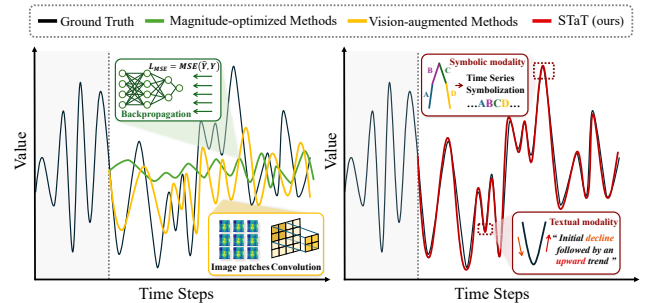 Ground Truth
Magnitude-optimized Methods
Vision-augmented Methods
STaT (ours)
Value
L_MSE = MSE(Ŷ, Y)
Backpropagation
Image patches
Convolution
Time Steps
Value
Symbolic modality
A
B
C
D
Time Series
Symbolization
...ABCD...
Textual modality
“ Initial decline
followed by an
upward trend ”
Time Steps